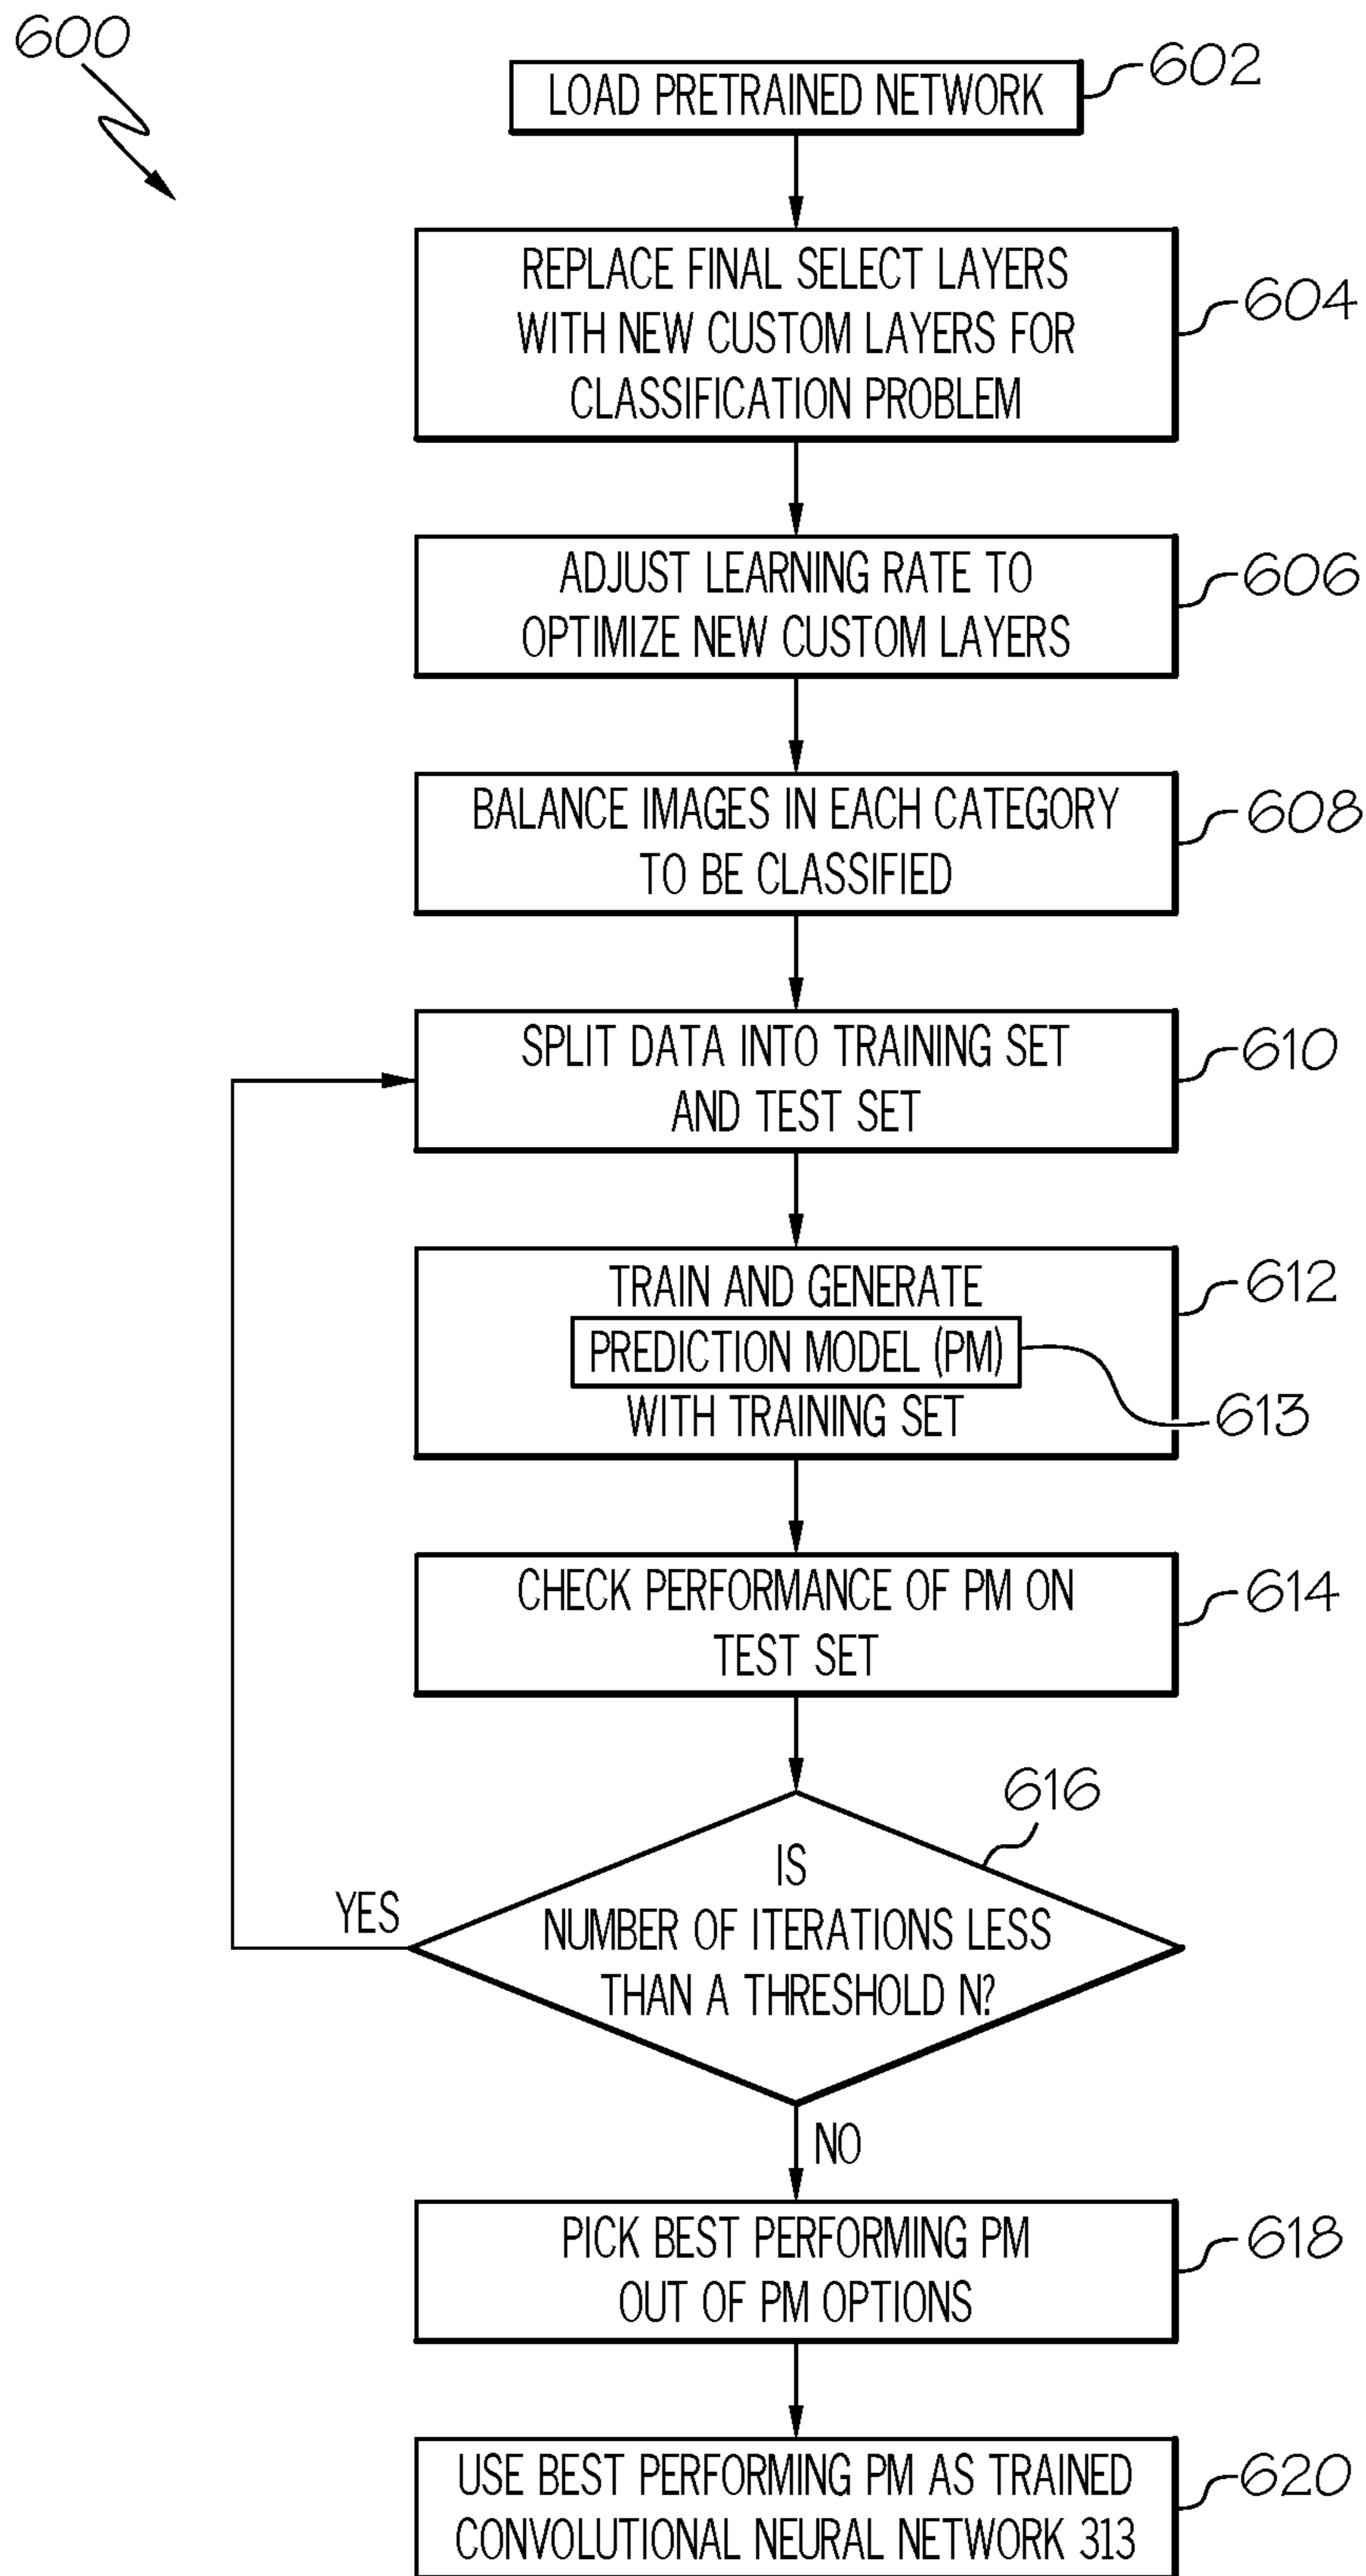 600
LOAD PRETRAINED NETWORK
602
REPLACE FINAL SELECT LAYERS
WITH NEW CUSTOM LAYERS FOR
CLASSIFICATION PROBLEM
604
ADJUST LEARNING RATE TO
OPTIMIZE NEW CUSTOM LAYERS
606
BALANCE IMAGES IN EACH CATEGORY
TO BE CLASSIFIED
608
SPLIT DATA INTO TRAINING SET
AND TEST SET
610
TRAIN AND GENERATE
PREDICTION MODEL (PM)
WITH TRAINING SET
612
613
CHECK PERFORMANCE OF PM ON
TEST SET
614
616
IS
NUMBER OF ITERATIONS LESS
THAN A THRESHOLD N?
YES
NO
PICK BEST PERFORMING PM
OUT OF PM OPTIONS
618
USE BEST PERFORMING PM AS TRAINED
CONVOLUTIONAL NEURAL NETWORK 313
620